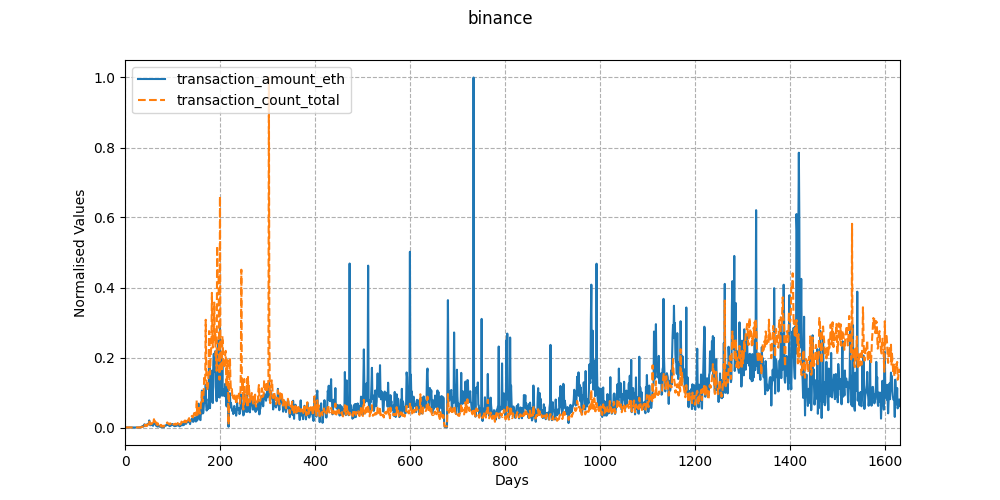 binance
transaction_amount_eth
transaction_count_total
Normalised Values
1.0
0.8
0.6
0.4
0.2
0.0
0 200 400 600 800 1000 1200 1400 1600
Days